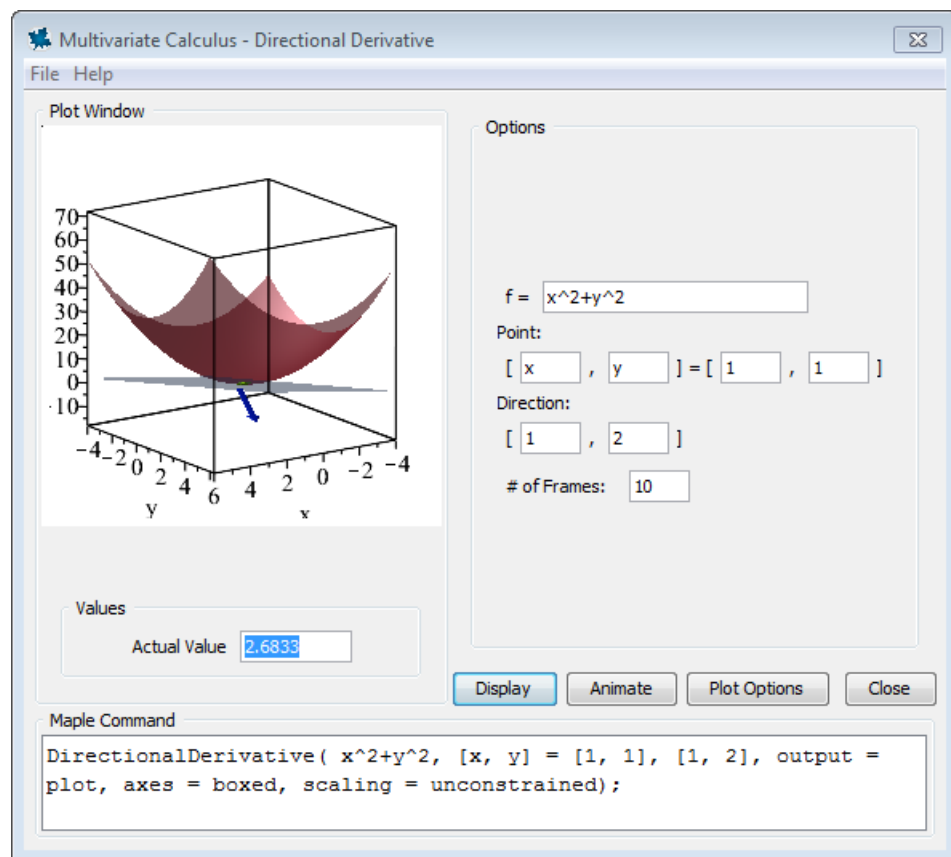 Multivariate Calculus - Directional Derivative
File Help
Plot Window
70
60
50
40
30
20
10
0
-10
-4
-2
0
2
4
6
4
2
0
-2
-4
y
x
Values
Actual Value 2.6833
Options
f = x^2+y^2
Point:
[ x , y ] = [ 1 , 1 ]
Direction:
[ 1 , 2 ]
# of Frames: 10
Display Animate Plot Options Close
Maple Command
DirectionalDerivative( x^2+y^2, [x, y] = [1, 1], [1, 2], output =
plot, axes = boxed, scaling = unconstrained);